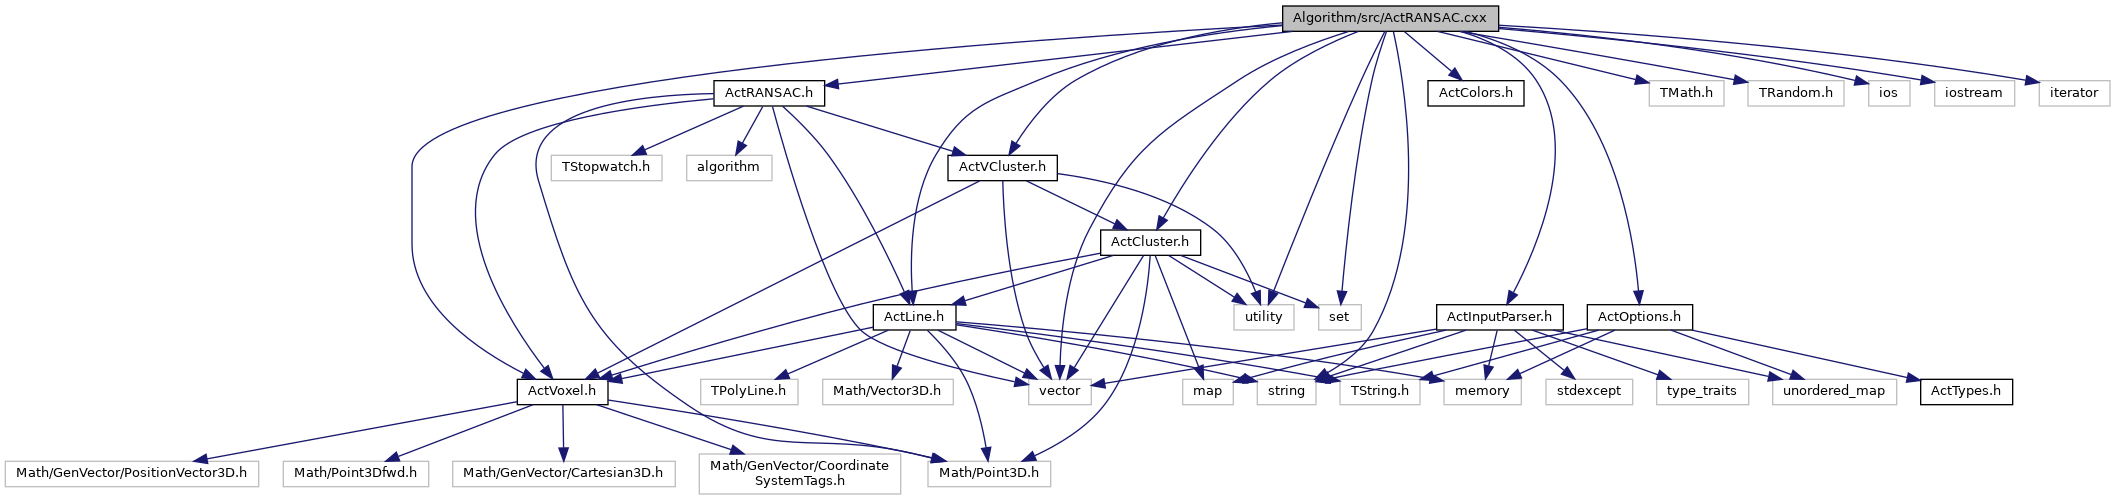 Algorithm/src/ActRANSAC.cxx
ActRANSAC.h
ActColors.h
TMath.h
TRandom.h
ios
iostream
iterator
TStopwatch.h
algorithm
ActVCluster.h
ActCluster.h
ActLine.h
utility
set
ActInputParser.h
ActOptions.h
ActVoxel.h
TPolyLine.h
Math/Vector3D.h
vector
map
string
TString.h
memory
stdexcept
type_traits
unordered_map
ActTypes.h
Math/GenVector/PositionVector3D.h
Math/Point3Dfwd.h
Math/GenVector/Cartesian3D.h
Math/GenVector/Coordinate
SystemTags.h
Math/Point3D.h